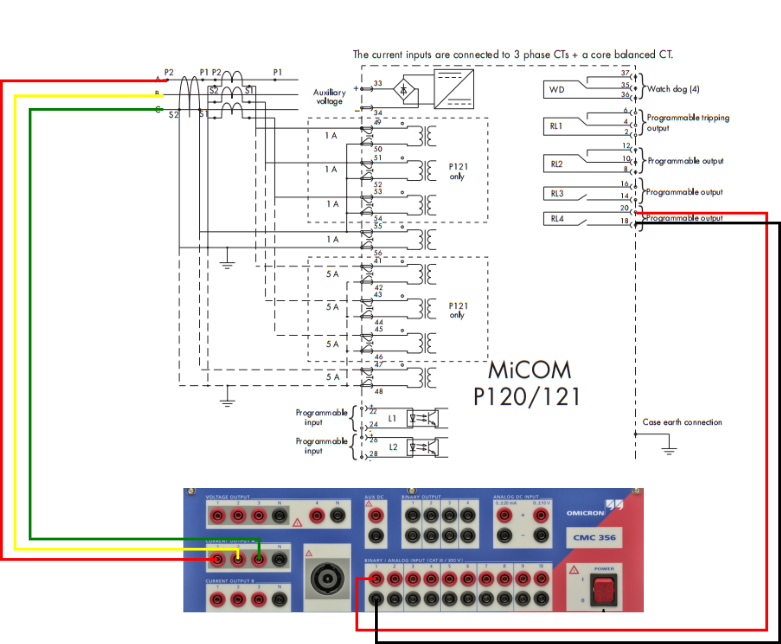 The current inputs are connected to 3 phase CTs + a core balanced CT.
A P2 P1 P2 P1
B S2 S1
C S2 S1
Auxiliary
voltage
+ 33
− 34
49
1 A
50
51
1 A
52
53
1 A
54
55
1 A
56
P121
only
41
5 A
42
43
5 A
44
45
5 A
46
47
5 A
48
P121
only
MiCOM
P120/121
Programmable
input
+
22
24
L1
Programmable
input
+
26
28
L2
WD
37
35
36
Watch dog (4)
RL1
6
4
2
Programmable tripping
output
RL2
12
10
8
Programmable output
RL3
16
14
Programmable output
RL4
20
18
Programmable output
Case earth connection
VOLTAGE OUTPUT
1 2 3 N 4 N
AUX DC
BINARY OUTPUT
1 2 3 4
ANALOG DC INPUT
+
-
OMICRON
CMC 356
CURRENT OUTPUT A
1 2 3 N
CURRENT OUTPUT B
1 2 3 N
BINARY / ANALOG INPUT
1 2 3 4 5 6 7 8 9 10
POWER
I
0